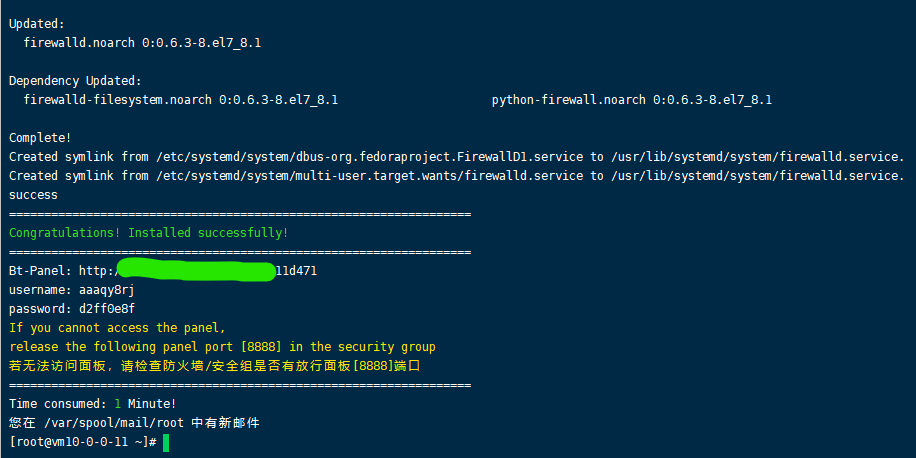 Updated:
firewalld.noarch 0:0.6.3-8.el7_8.1
Dependency Updated:
firewalld-filesystem.noarch 0:0.6.3-8.el7_8.1 python-firewall.noarch 0:0.6.3-8.el7_8.1
Complete!
Created symlink from /etc/systemd/system/dbus-org.fedoraproject.FirewallD1.service to /usr/lib/systemd/system/firewalld.service.
Created symlink from /etc/systemd/system/multi-user.target.wants/firewalld.service to /usr/lib/systemd/system/firewalld.service.
success
==================================================================
Congratulations! Installed successfully!
==================================================================
Bt-Panel: http:/11d471
username: aaaqy8rj
password: d2ff0e8f
If you cannot access the panel,
release the following panel port [8888] in the security group
若无法访问面板，请检查防火墙/安全组是否有放行面板[8888]端口
==================================================================
Time consumed: 1 Minute!
您在 /var/spool/mail/root 中有新邮件
[root@vm10-0-0-11 ~]#